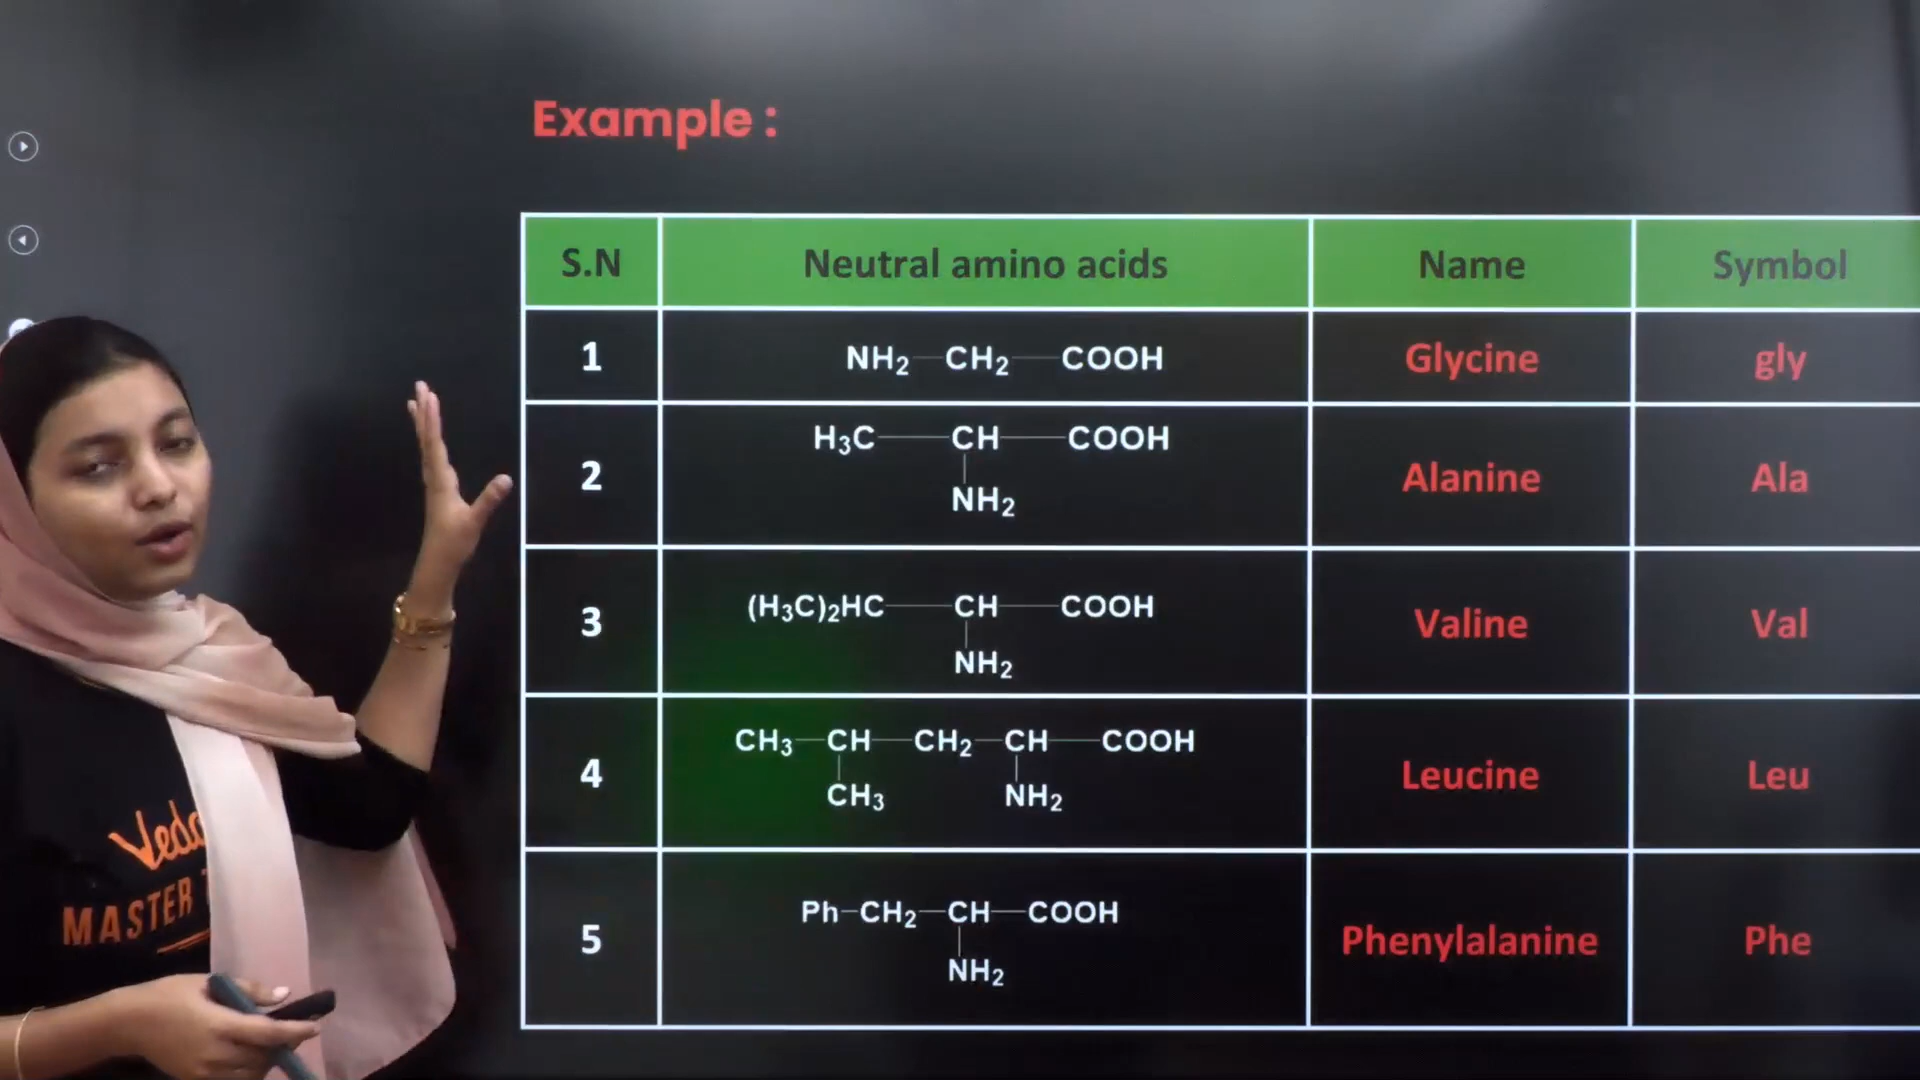 Example :
S.N Neutral amino acids Name Symbol
1 NH2 CH2 COOH Glycine gly
H3C CH COOH
2 Alanine Ala
NH2
(H3C)2HC CH COOH
3 Valine Val
NH2
CH3 CH CH2 CH COOH
4 Leucine Leu
CH3 NH2
Ph-CH2 CH COOH
5 Phenylalanine Phe
NH2
MASTER